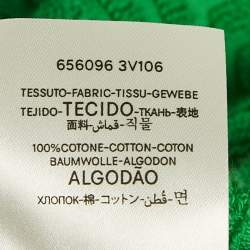 656096 3V106
TESSUTO-FABRIC-TISSU-GEWEBE
TEJIDO-TECIDO-ТКАНЬ-表地
面料-قماش-직물
100%COTONE-COTTON-COTON
BAUMWOLLE-ALGODON
ALGODÃO
ХЛОПОК-棉-コットン-قطن-면